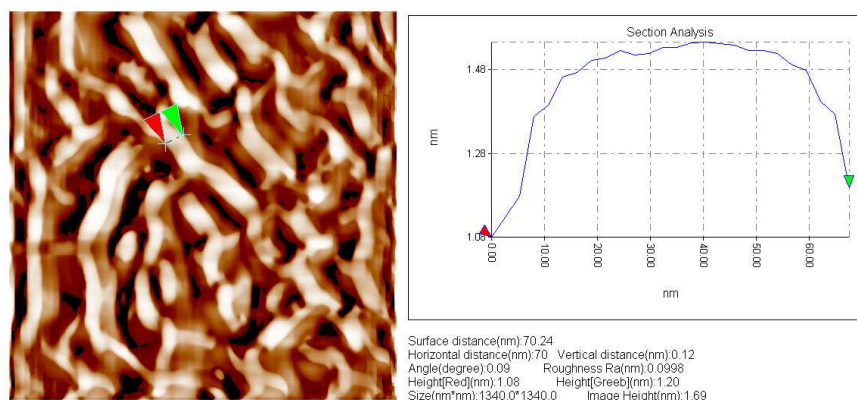 Section Analysis
nm
1.48
1.28
1.08
0.00
10.00
20.00
30.00
40.00
50.00
60.00
nm
Surface distance(nm):70.24
Horizontal distance(nm):70 Vertical distance(nm):0.12
Angle(degree):0.09 Roughness Ra(nm):0.0998
Height[Red](nm):1.08 Height[Greeb](nm):1.20
Size(nm*nm):1340.0*1340.0 Image Height(nm):1.69